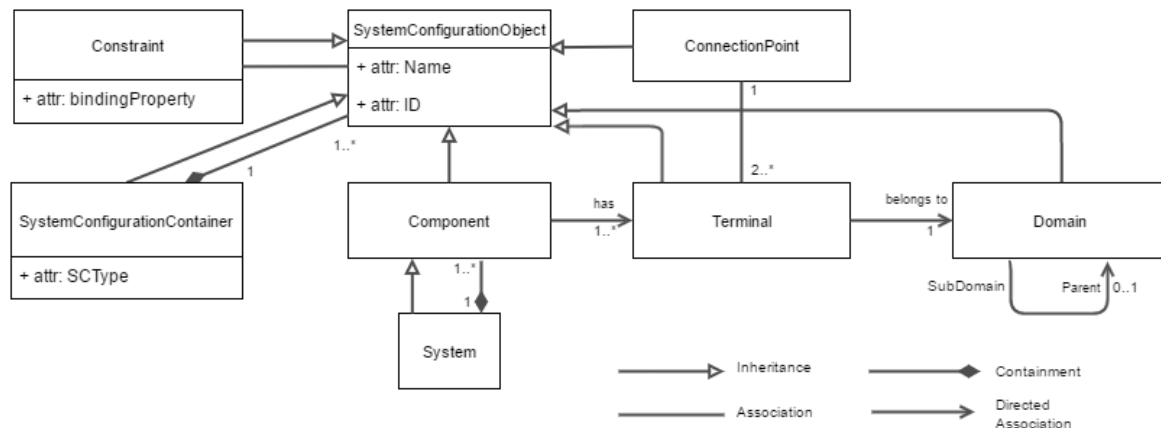 Constraint
+ attr: bindingProperty
SystemConfigurationObject
+ attr: Name
+ attr: ID
ConnectionPoint
1
1..*
1
2..*
SystemConfigurationContainer
+ attr: SCType
Component
has
1..*
Terminal
belongs to
1
Domain
1..*
1
System
SubDomain
Parent
0..1
Inheritance
Containment
Association
Directed
Association